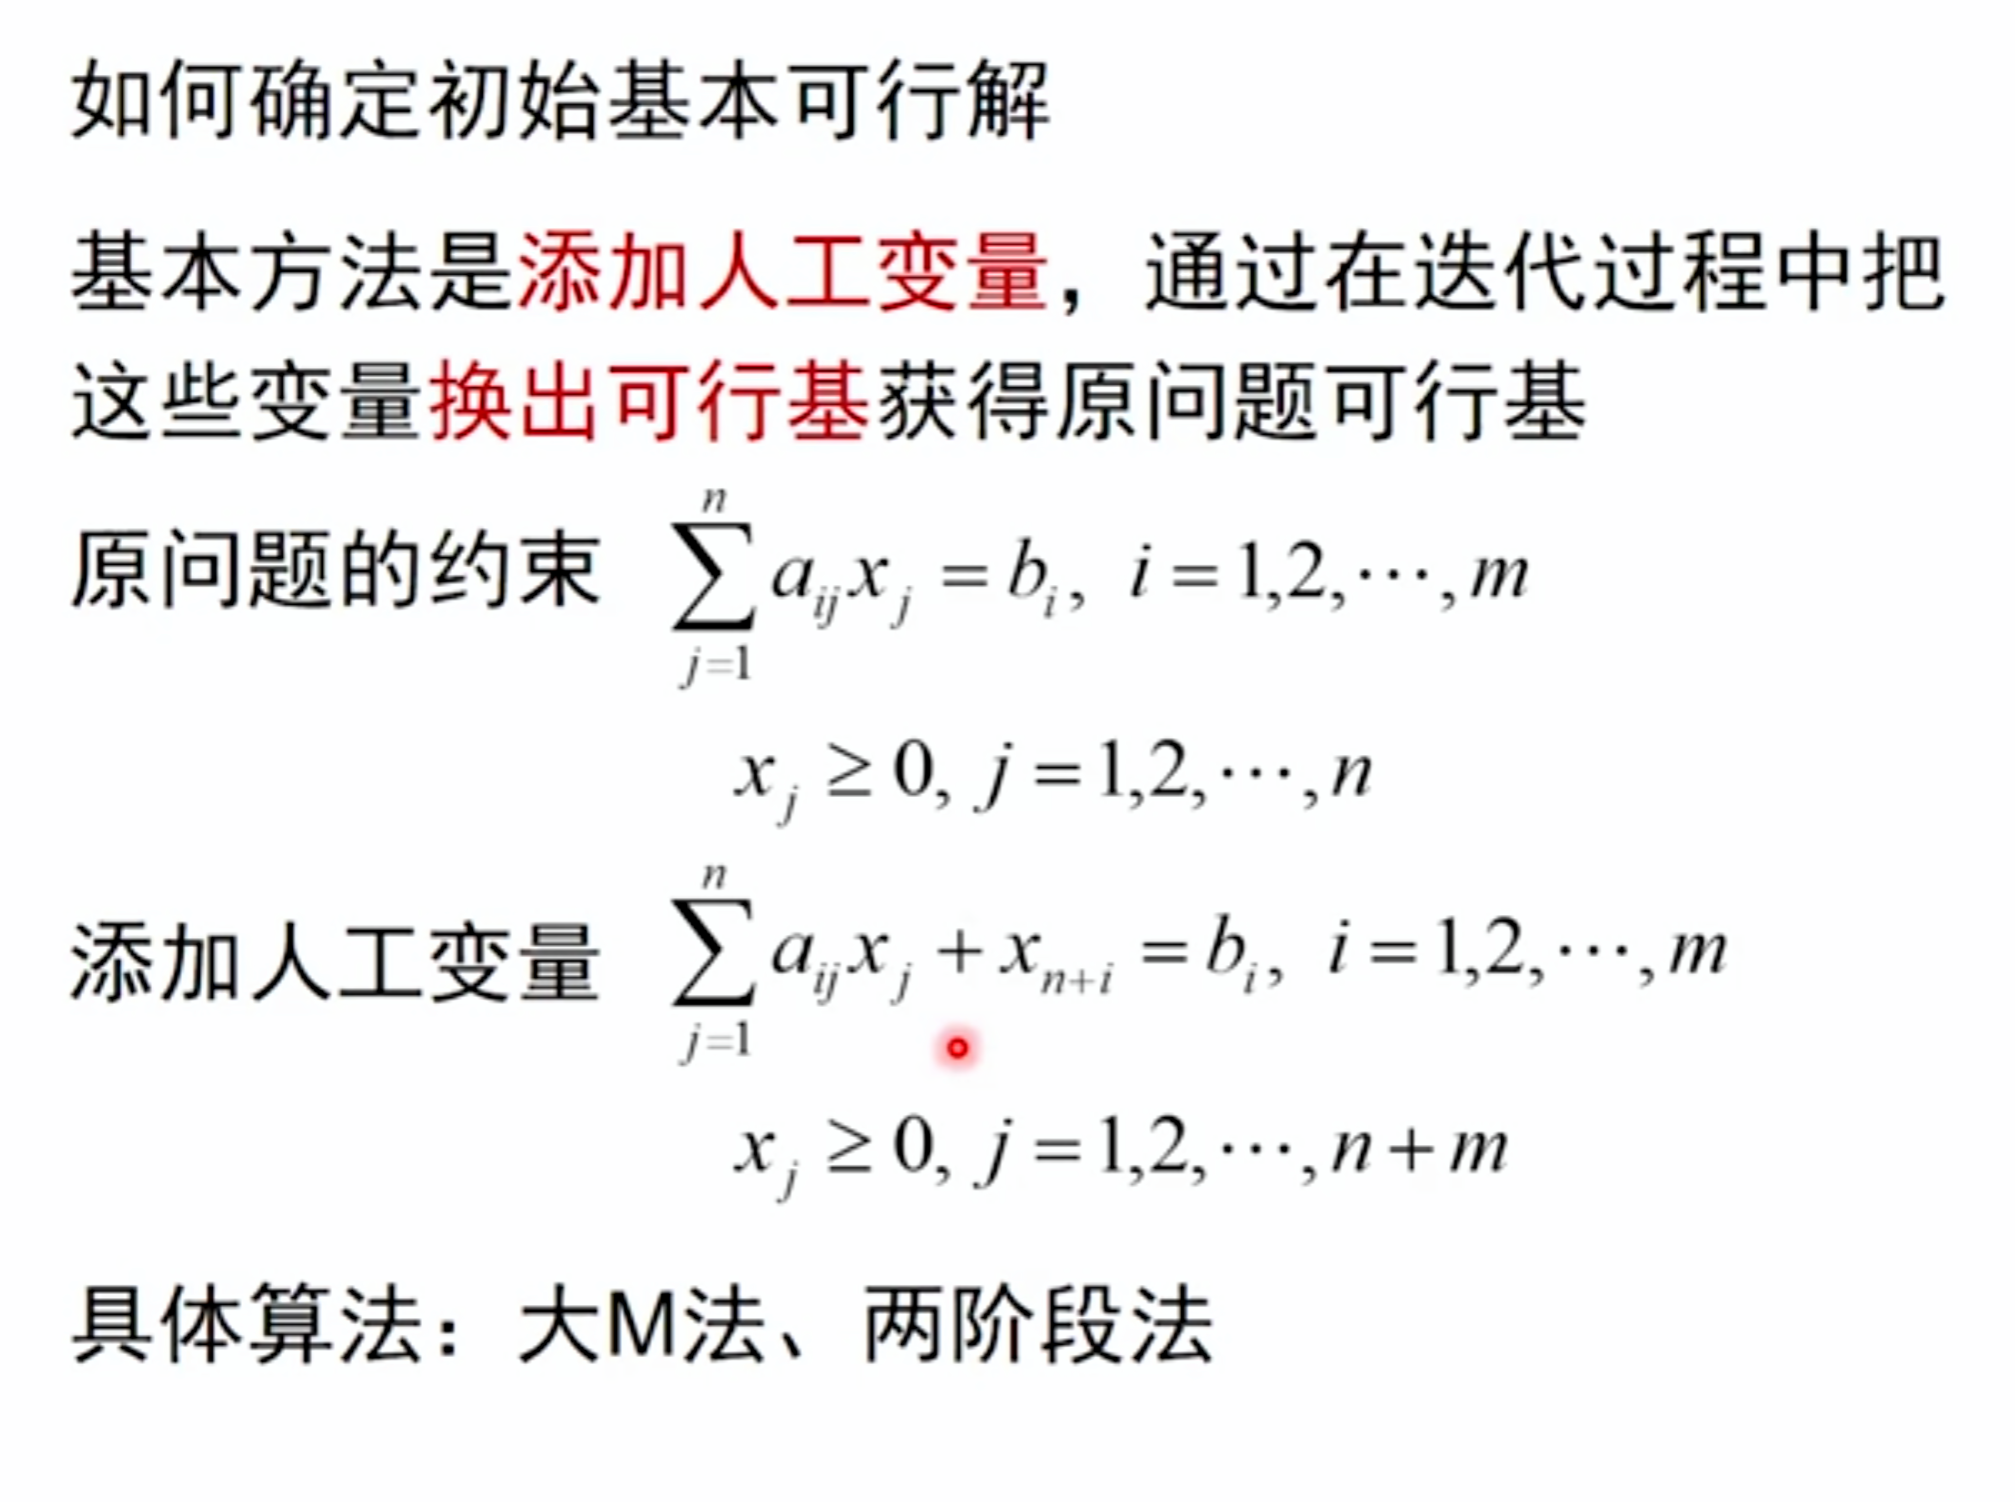 如何确定初始基本可行解
基本方法是添加人工变量，通过在迭代过程中把
这些变量换出可行基获得原问题可行基
原问题的约束 $\sum_{j=1}^{n} a_{ij} x_j = b_i, \ i = 1,2,\cdots,m$
$x_j \geq 0, \ j = 1,2,\cdots,n$
添加人工变量 $\sum_{j=1}^{n} a_{ij} x_j + x_{n+i} = b_i, \ i = 1,2,\cdots,m$
$x_j \geq 0, \ j = 1,2,\cdots,n+m$
具体算法：大M法、两阶段法